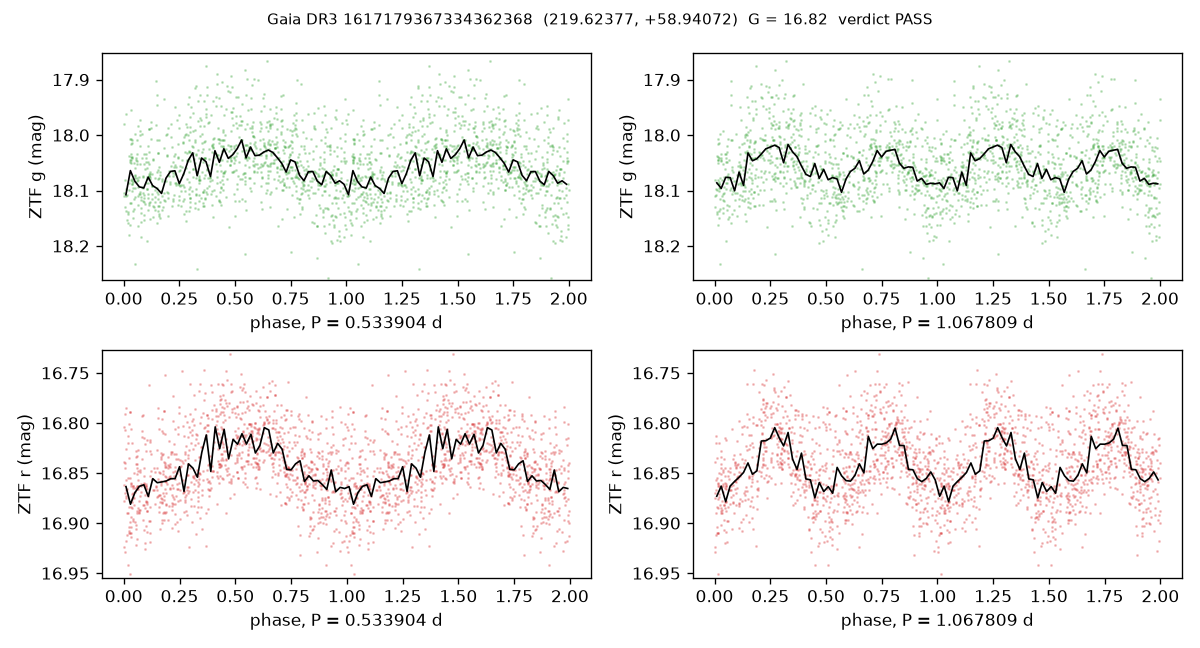 Gaia DR3 1617179367334362368 (219.62377, +58.94072) G = 16.82 verdict PASS
ZTF g (mag)
17.9
18.0
18.1
18.2
0.00 0.25 0.50 0.75 1.00 1.25 1.50 1.75 2.00
phase, P = 0.533904 d
ZTF g (mag)
17.9
18.0
18.1
18.2
0.00 0.25 0.50 0.75 1.00 1.25 1.50 1.75 2.00
phase, P = 1.067809 d
ZTF r (mag)
16.75
16.80
16.85
16.90
16.95
0.00 0.25 0.50 0.75 1.00 1.25 1.50 1.75 2.00
phase, P = 0.533904 d
ZTF r (mag)
16.75
16.80
16.85
16.90
16.95
0.00 0.25 0.50 0.75 1.00 1.25 1.50 1.75 2.00
phase, P = 1.067809 d